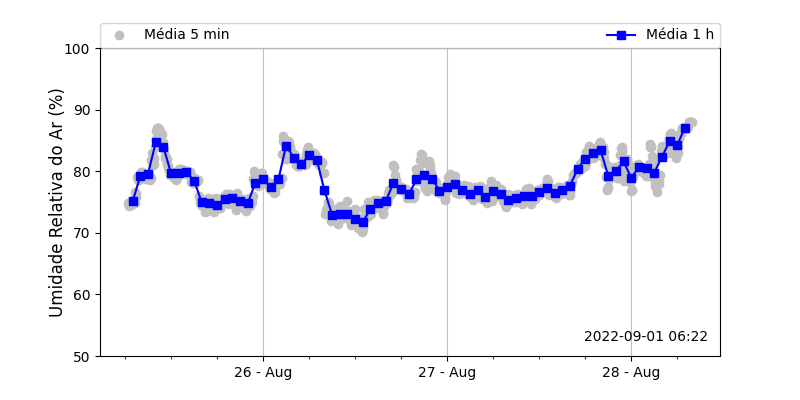 Média 5 min
Média 1 h
100
90
80
70
60
50
Umidade Relativa do Ar (%)
2022-09-01 06:22
26 - Aug
27 - Aug
28 - Aug